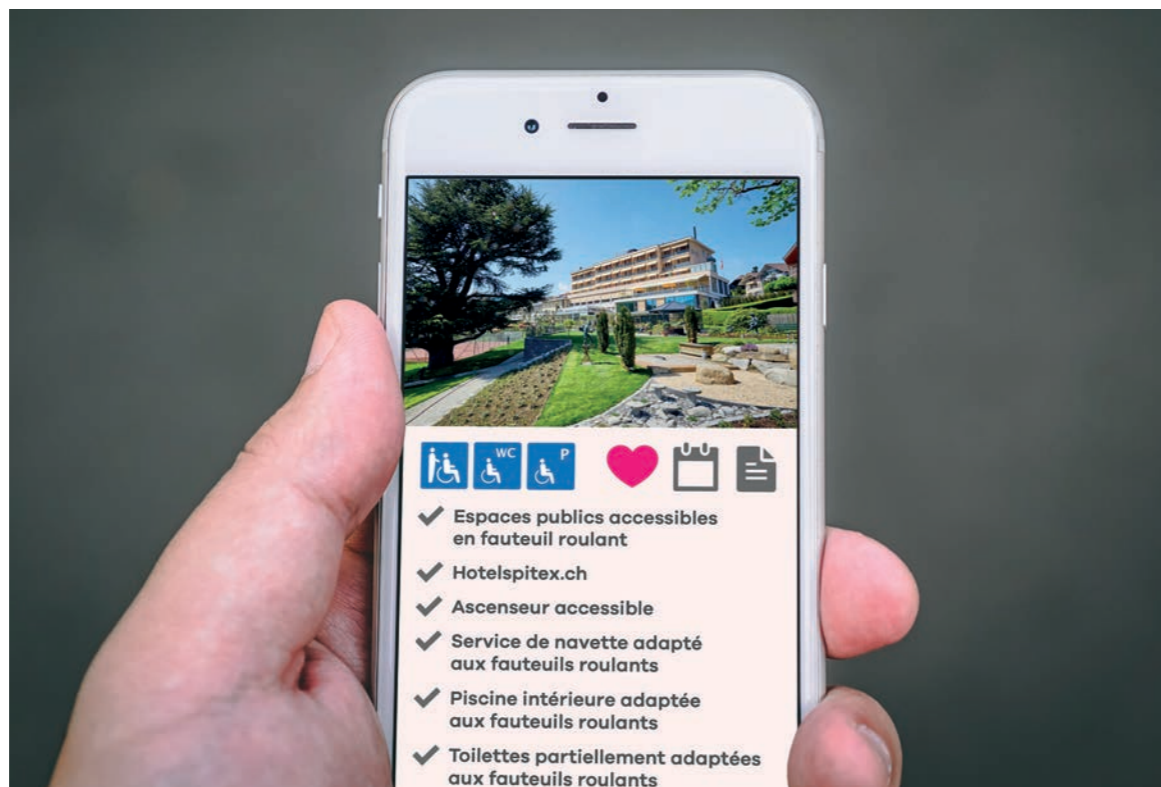 WC
P
Espaces publics accessibles
en fauteuil roulant
Hotelspitex.ch
Ascenseur accessible
Service de navette adapté
aux fauteuils roulants
Piscine intérieure adaptée
aux fauteuils roulants
Toilettes partiellement adaptées
aux fauteuils roulants